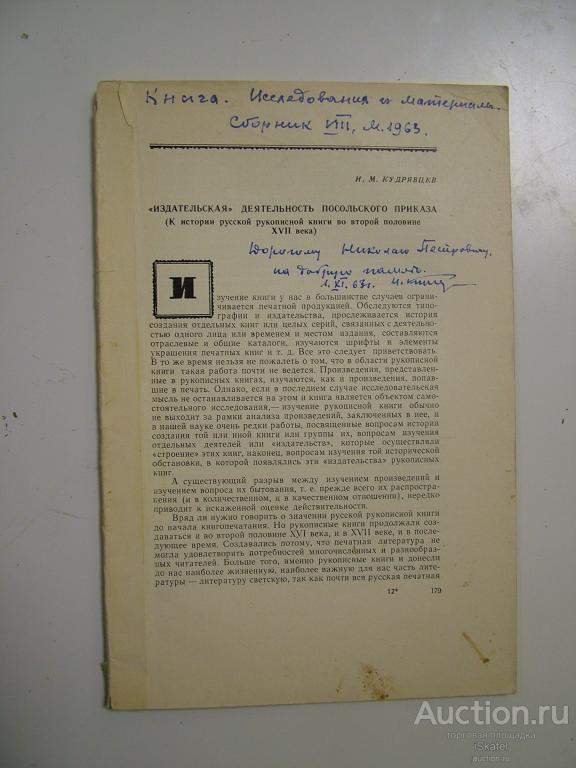 Книга. Исследования и материалы.
Сборник VIII, М. 1963.
И. М. КУДРЯВЦЕВ
«ИЗДАТЕЛЬСКАЯ» ДЕЯТЕЛЬНОСТЬ ПОСОЛЬСКОГО ПРИКАЗА
(К истории русской рукописной книги во второй половине
XVII века)
Дорогому Николаю Петровичу.
на добрую память.
1.XI.63г.
И
зучение книги у нас в большинстве случаев ограни-
чивается печатной продукцией. Обследуются типо-
графии и издательства, прослеживается история
создания отдельных книг или целых серий, связанных с деятельно-
стью одного лица или временем и местом издания, составляются
отраслевые и общие каталоги, изучаются шрифты и элементы
украшения печатных книг и т. д. Все это следует приветствовать.
В то же время нельзя не пожалеть о том, что в области рукописной
книги такая работа почти не ведется. Произведения, представлен-
ные в рукописных книгах, изучаются, как и произведения, попав-
шие в печать. Однако, если в последнем случае исследовательская
мысль не останавливается на этом и книга является объектом само-
стоятельного исследования,— изучение рукописной книги обычно
не выходит за рамки анализа произведений, заключенных в нее, и
в нашей науке очень редки работы, посвященные вопросам истории
создания той или иной книги или группы их, вопросам изучения
отдельных деятелей или «издательств», которые осуществляли
«строение» этих книг, наконец, вопросам изучения той исторической
обстановки, в которой появлялись эти «издательства» рукописных
книг.
А существующий разрыв между изучением произведений и
изучением вопроса их бытования, т. е. прежде всего их распростра-
нения (и в количественном, и в качественном отношении), нередко
приводит к искаженной оценке действительности.
Вряд ли нужно говорить о значении русской рукописной книги
до начала книгопечатания. Но рукописные книги продолжали соз-
даваться и во второй половине XVI века, и в XVII веке, и в после-
дующее время. Создавались потому, что печатная литература не
могла удовлетворить потребностей многочисленных и разнообраз-
ных читателей. Больше того, именно рукописные книги и донесли
до нас наиболее жизненную, наиболее важную для нас часть лите-
ратуры — литературу светскую, так как почти вся русская печатная
12*
179
Auction.ru
торговая площадка
iSkatel
auction.ru